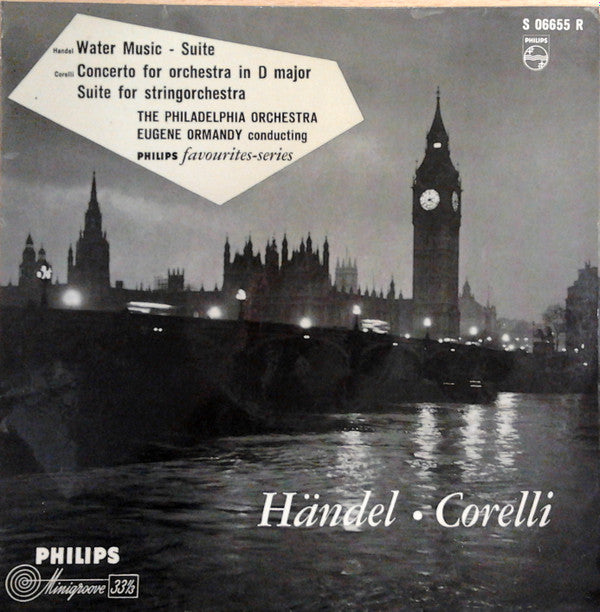 S 06655 R
PHILIPS
Handel Water Music - Suite
Corelli Concerto for orchestra in D major
Suite for stringorchestra
THE PHILADELPHIA ORCHESTRA
EUGENE ORMANDY conducting
PHILIPS favourites-series
Händel • Corelli
PHILIPS
Minigroove 33⅓